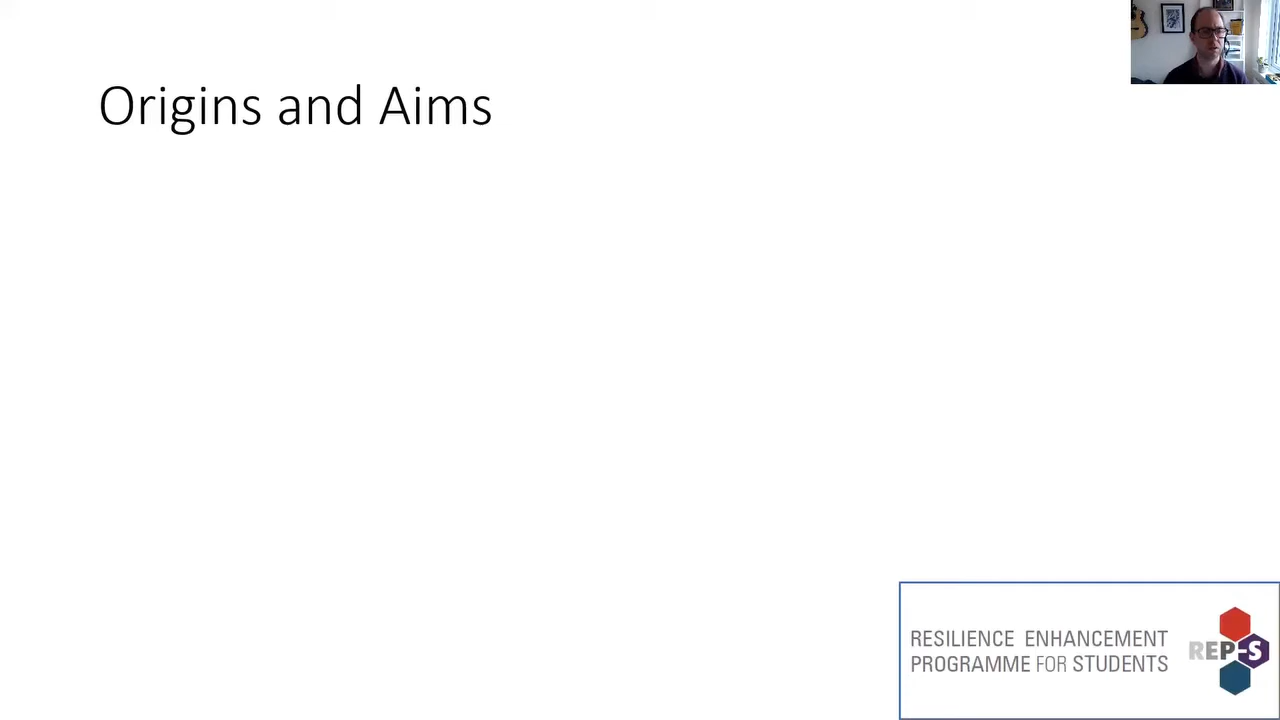 Origins and Aims
RESILIENCE ENHANCEMENT
PROGRAMME FOR STUDENTS
REP-S